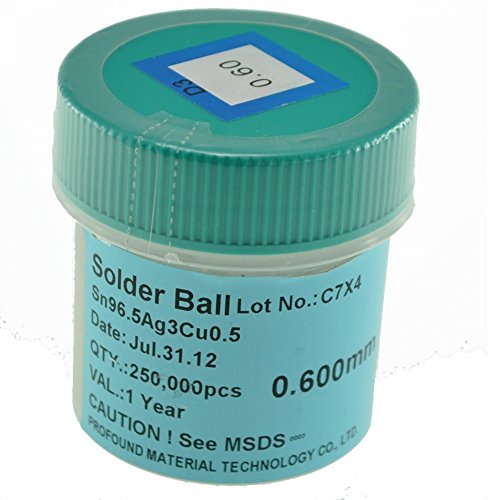 D3
0.60
Solder Ball Lot No.:C7X4
Sn96.5Ag3Cu0.5
Date:Jul.31.12
QTY.:250,000pcs 0.600mm
VAL.:1 Year
CAUTION ! See MSDS
PROFOUND MATERIAL TECHNOLOGY CO., LTD.